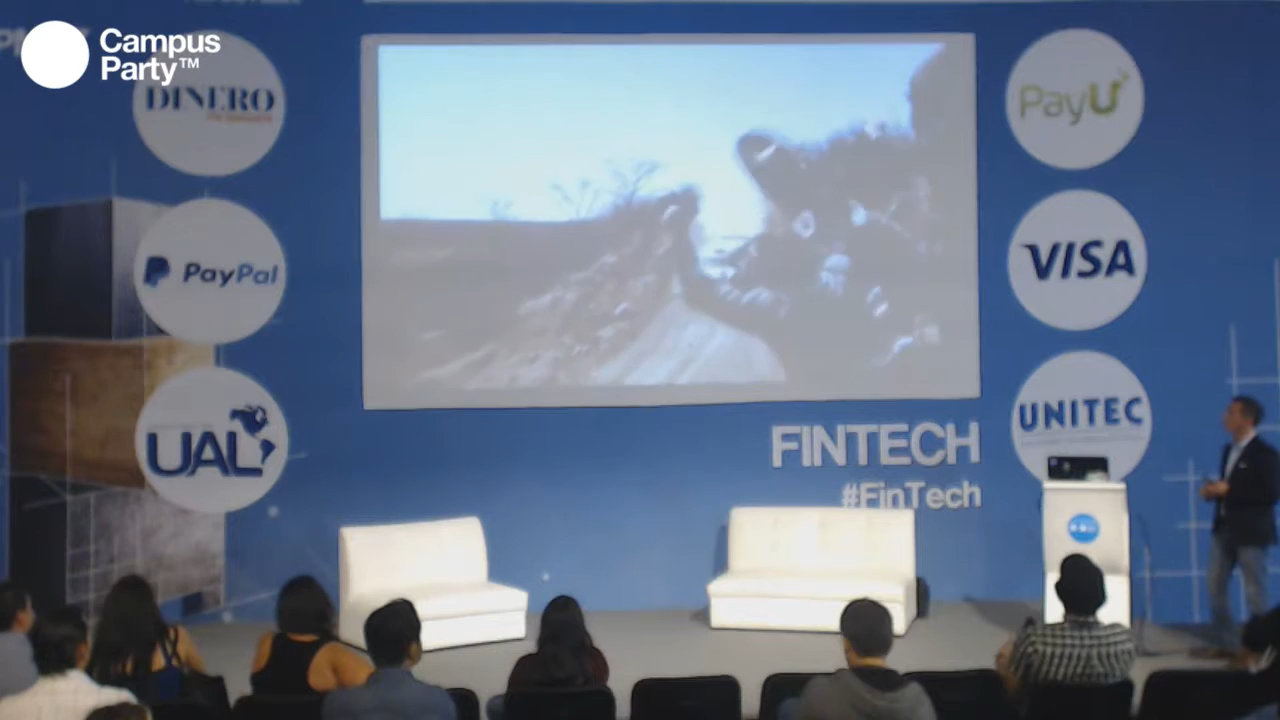 Campus
Party™
DINERO
PayU
PayPal
VISA
UAL
UNITEC
FINTECH
#FinTech